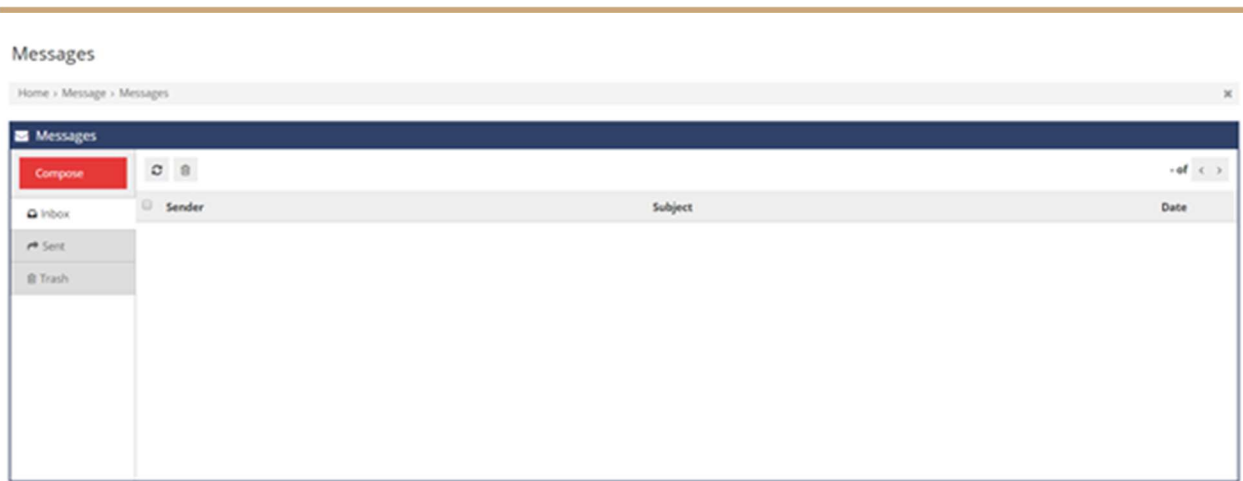 Messages
Home › Message › Messages
Messages
Compose
- of
Sender Subject Date
Inbox
Sent
Trash